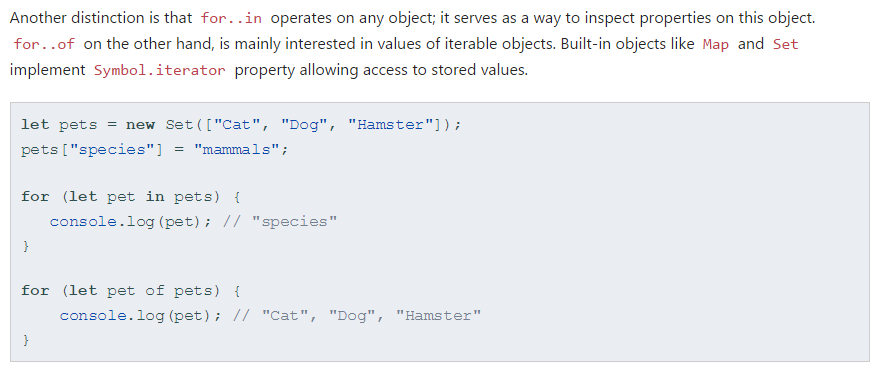 Another distinction is that for..in operates on any object; it serves as a way to inspect properties on this object.
for..of on the other hand, is mainly interested in values of iterable objects. Built-in objects like Map and Set
implement Symbol.iterator property allowing access to stored values.
let pets = new Set(["Cat", "Dog", "Hamster"]);
pets["species"] = "mammals";
for (let pet in pets) {
   console.log(pet); // "species"
}
for (let pet of pets) {
    console.log(pet); // "Cat", "Dog", "Hamster"
}